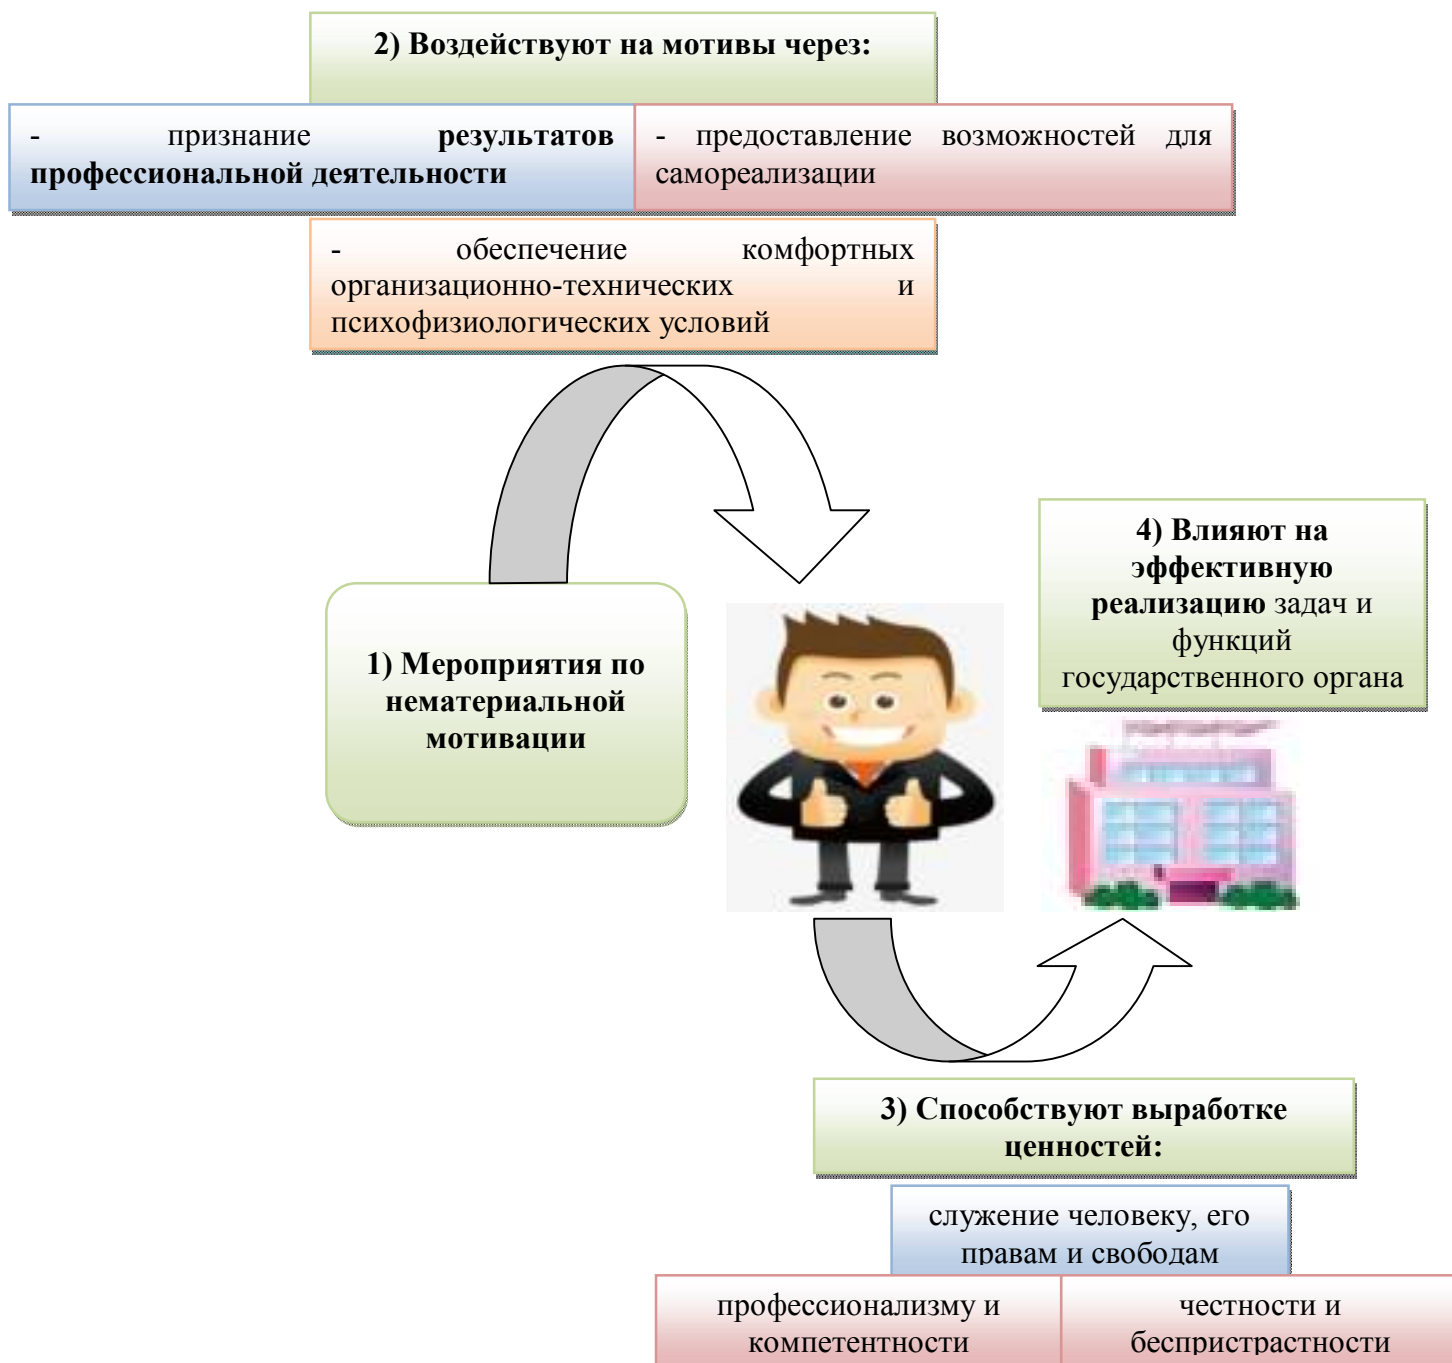 2) Воздействуют на мотивы через:
- признание результатов
профессиональной деятельности
- предоставление возможностей для
самореализации
- обеспечение комфортных
организационно-технических и
психофизиологических условий
1) Мероприятия по
нематериальной
мотивации
4) Влияют на
эффективную
реализацию задач и
функций
государственного органа
3) Способствуют выработке
ценностей:
служение человеку, его
правам и свободам
профессионализму и
компетентности
честности и
беспристрастности